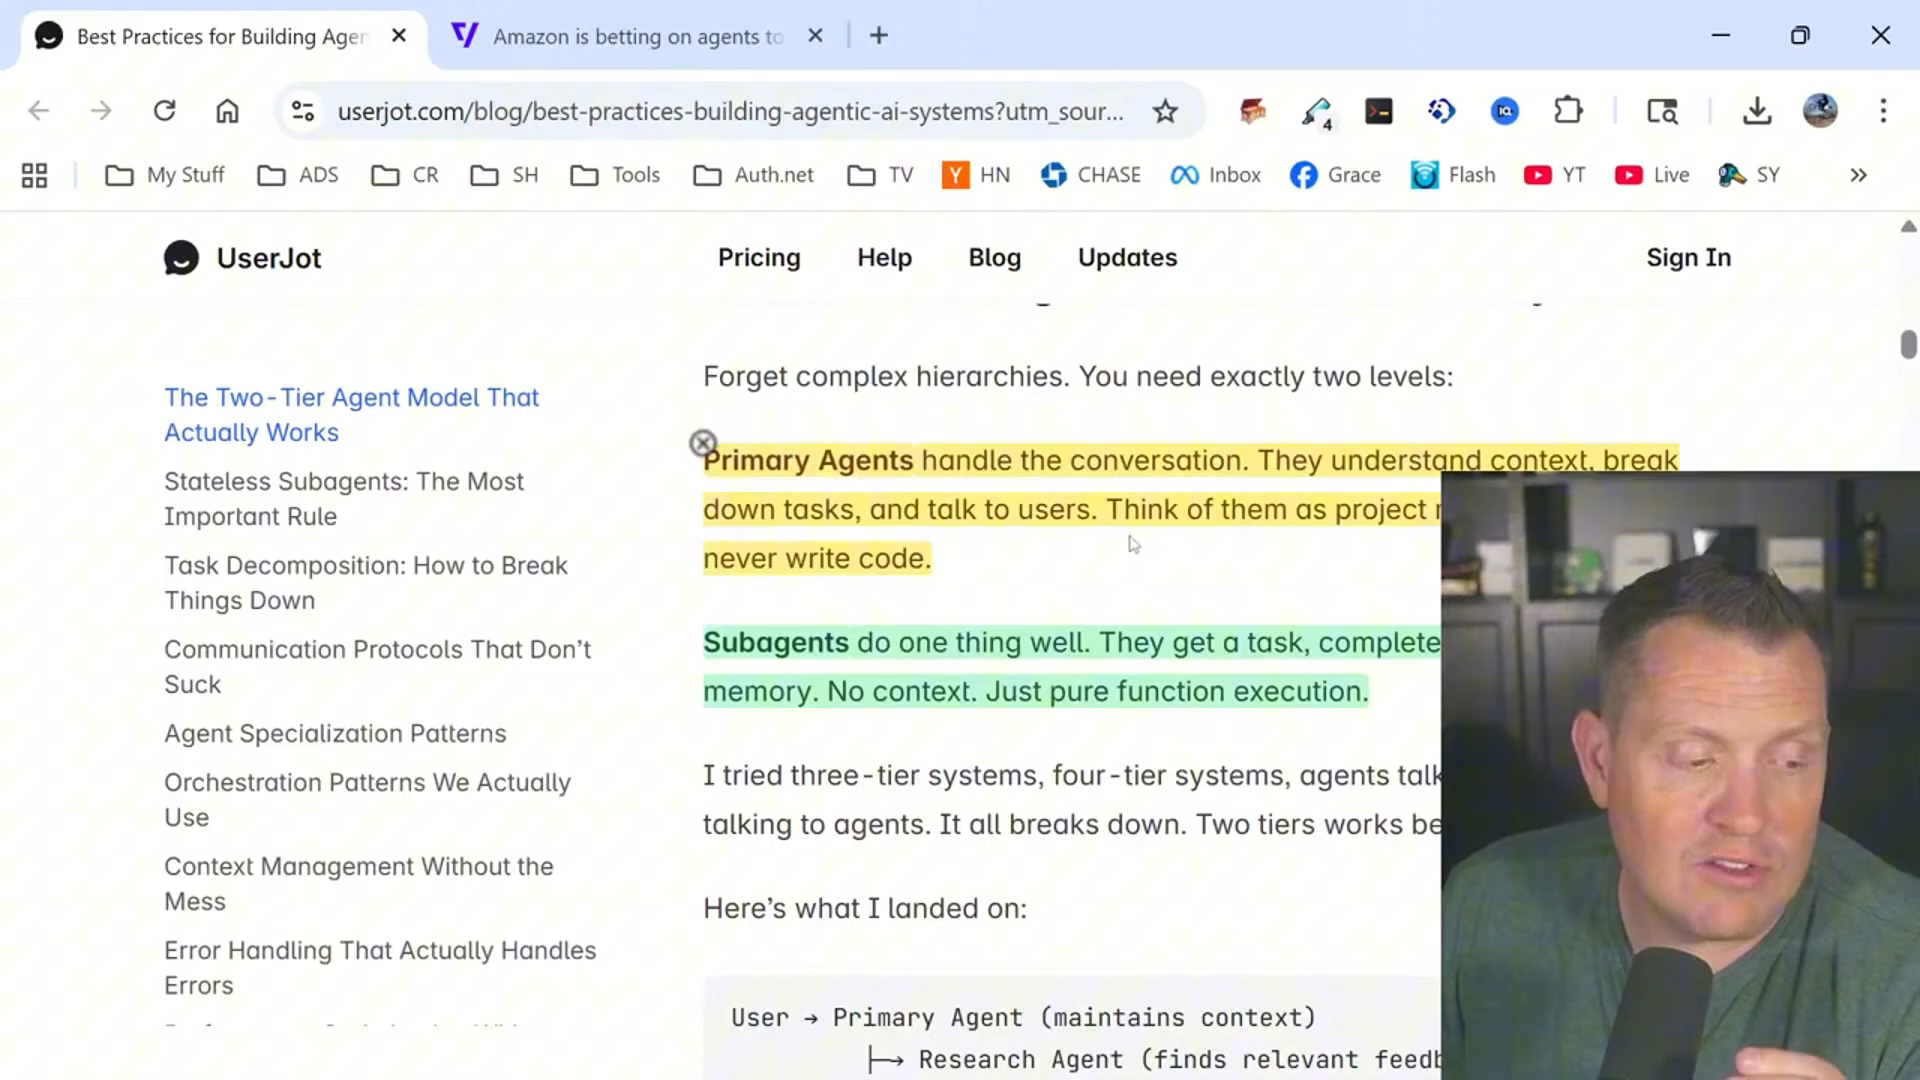 Best Practices for Building Agen
Amazon is betting on agents to
userjot.com/blog/best-practices-building-agentic-ai-systems?utm_sour...
4
My Stuff
ADS
CR
SH
Tools
Auth.net
TV
HN
CHASE
Inbox
Grace
Flash
YT
Live
SY
UserJot
Pricing
Help
Blog
Updates
Sign In
The Two-Tier Agent Model That
Actually Works
Stateless Subagents: The Most
Important Rule
Task Decomposition: How to Break
Things Down
Communication Protocols That Don’t
Suck
Agent Specialization Patterns
Orchestration Patterns We Actually
Use
Context Management Without the
Mess
Error Handling That Actually Handles
Errors
Forget complex hierarchies. You need exactly two levels:
Primary Agents handle the conversation. They understand context, break
down tasks, and talk to users. Think of them as project
never write code.
Subagents do one thing well. They get a task, complete
memory. No context. Just pure function execution.
I tried three-tier systems, four-tier systems, agents talk
talking to agents. It all breaks down. Two tiers works be
Here’s what I landed on:
User → Primary Agent (maintains context)
├─→ Research Agent (finds relevant feedb